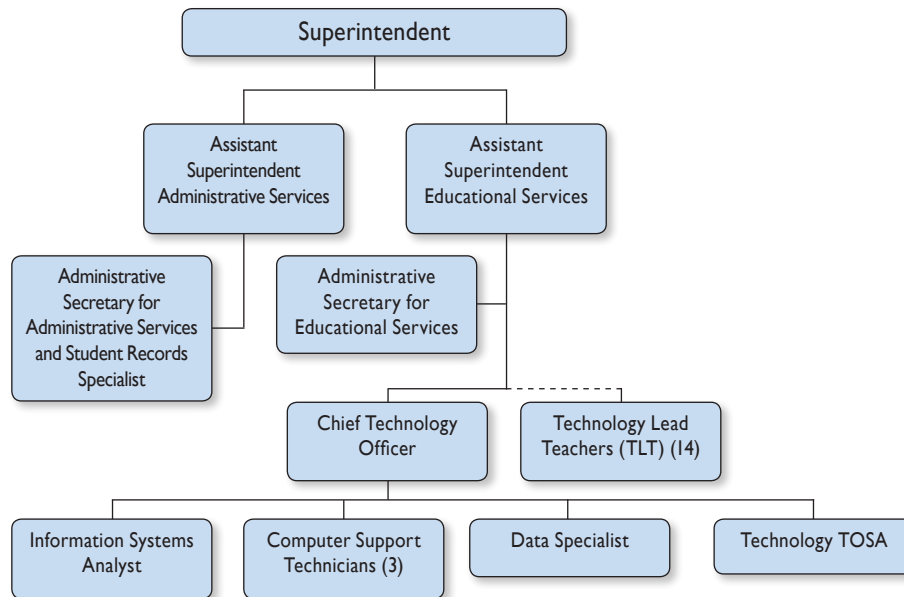 Superintendent
Assistant
Superintendent
Administrative Services
Assistant
Superintendent
Educational Services
Administrative
Secretary for
Administrative Services
and Student Records
Specialist
Administrative
Secretary for
Educational Services
Chief Technology
Officer
Technology Lead
Teachers (TLT) (14)
Information Systems
Analyst
Computer Support
Technicians (3)
Data Specialist
Technology TOSA